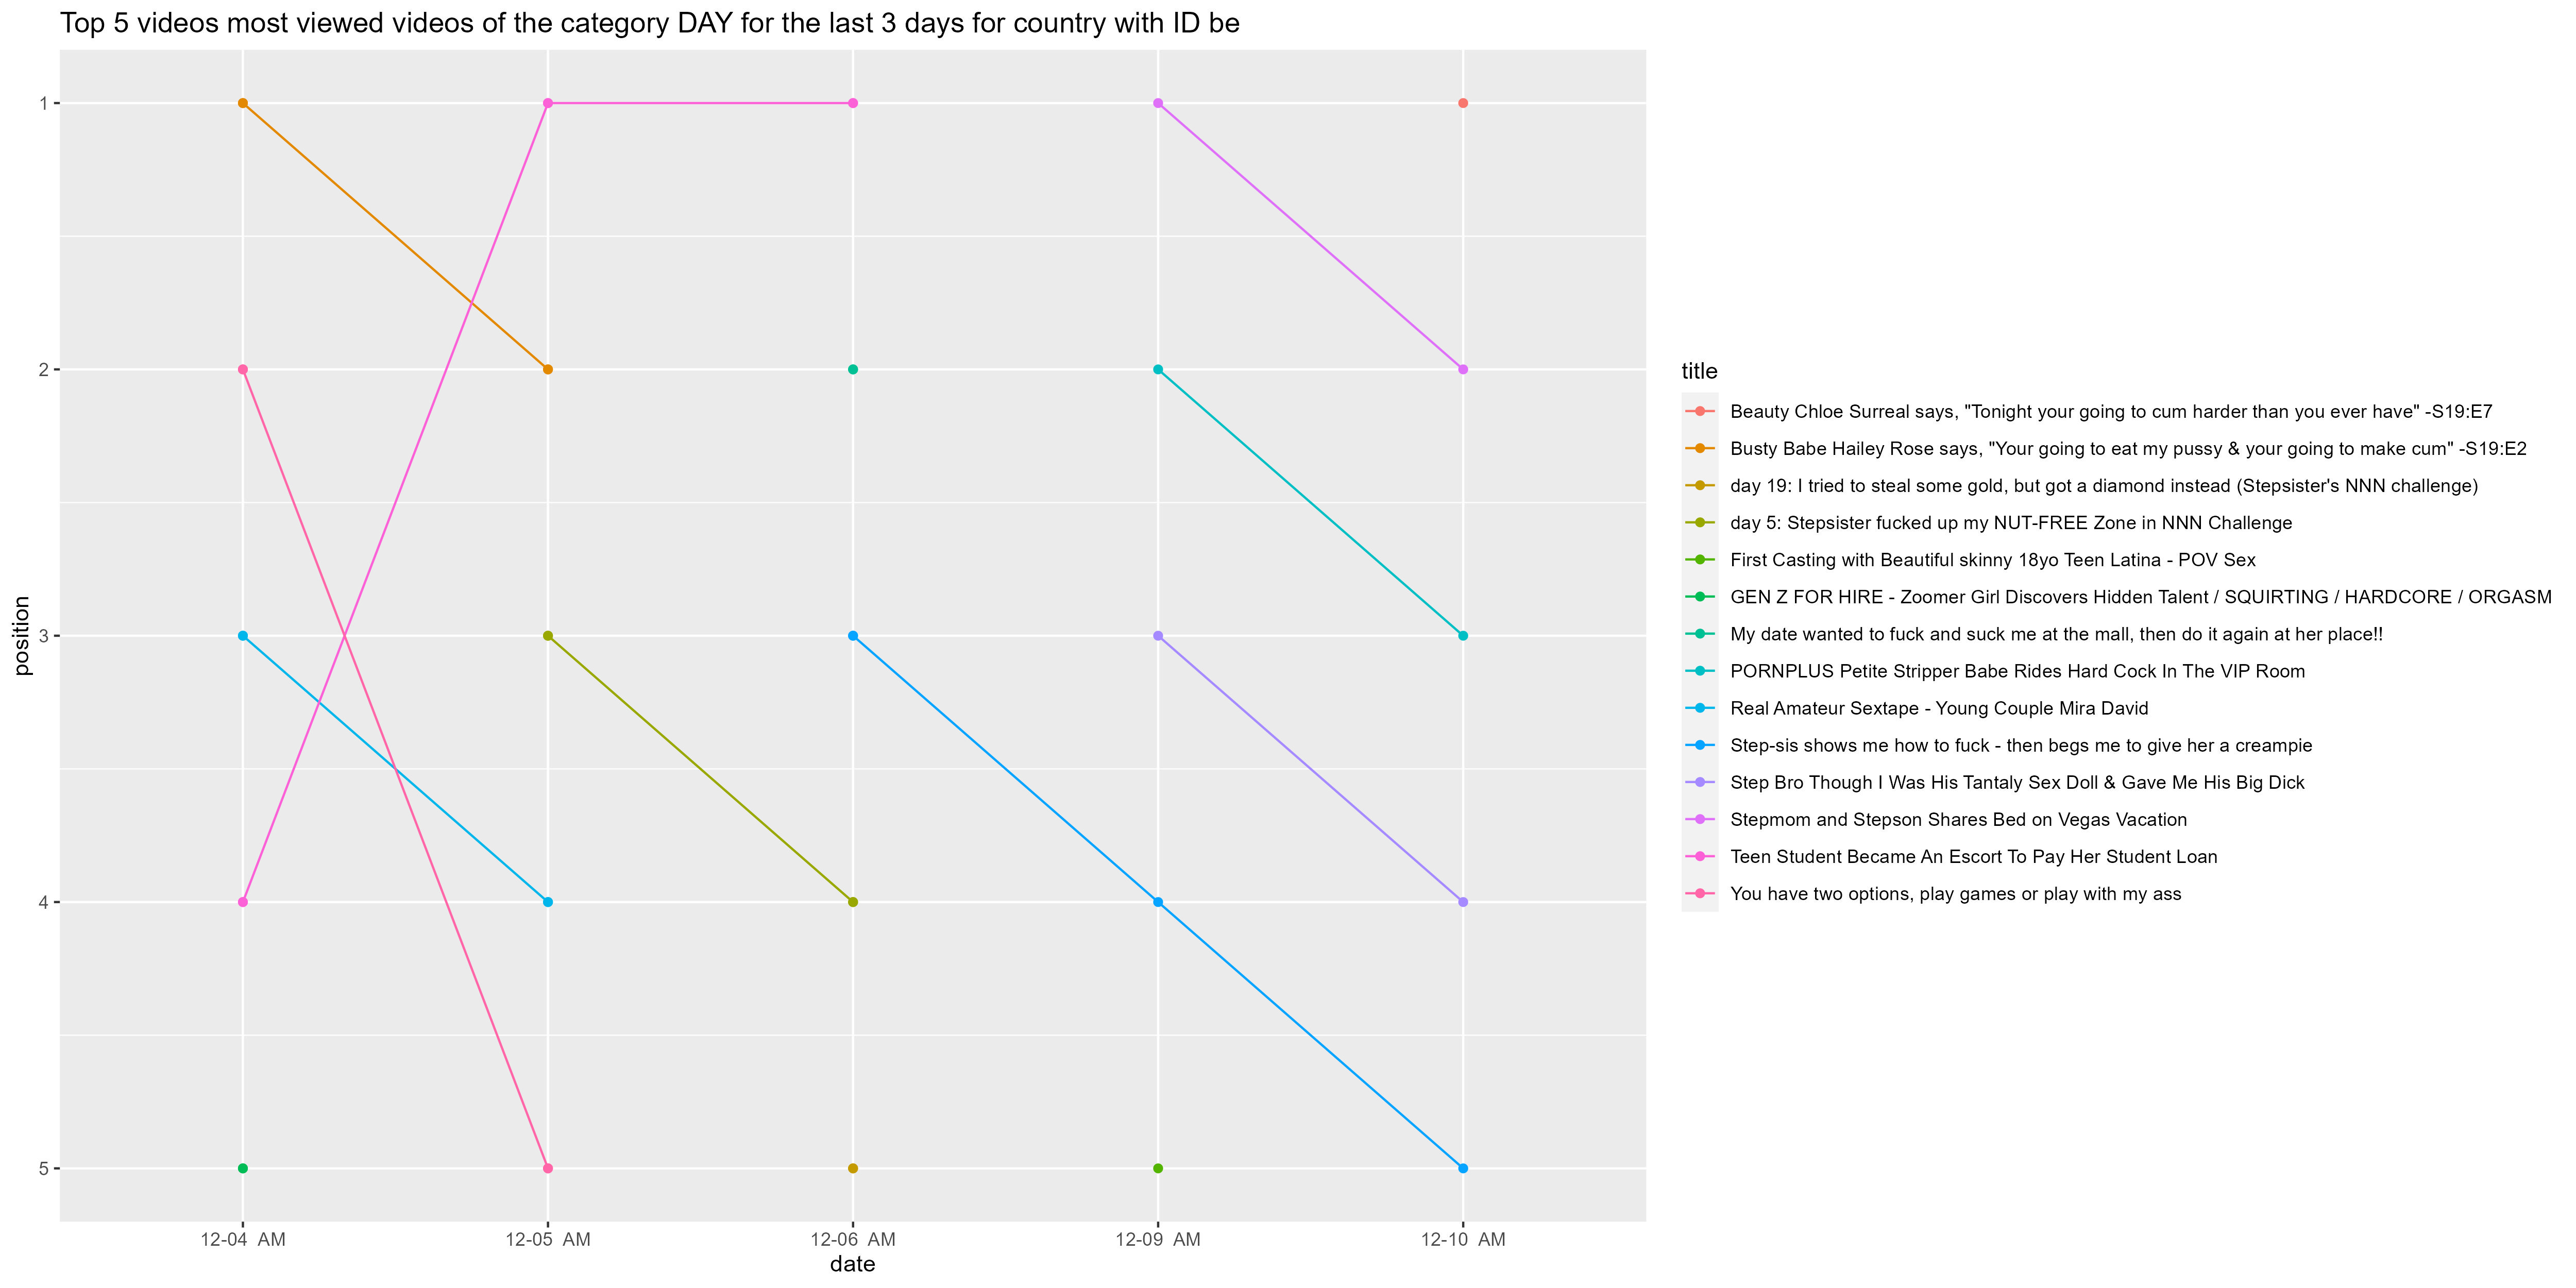 Top 5 videos most viewed videos of the category DAY for the last 3 days for country with ID be
position
1
2
3
4
5
12-04 AM
12-05 AM
12-06 AM
12-09 AM
12-10 AM
date
title
Beauty Chloe Surreal says, "Tonight your going to cum harder than you ever have" -S19:E7
Busty Babe Hailey Rose says, "Your going to eat my pussy & your going to make cum" -S19:E2
day 19: I tried to steal some gold, but got a diamond instead (Stepsister's NNN challenge)
day 5: Stepsister fucked up my NUT-FREE Zone in NNN Challenge
First Casting with Beautiful skinny 18yo Teen Latina - POV Sex
GEN Z FOR HIRE - Zoomer Girl Discovers Hidden Talent / SQUIRTING / HARDCORE / ORGASM
My date wanted to fuck and suck me at the mall, then do it again at her place!!
PORNPLUS Petite Stripper Babe Rides Hard Cock In The VIP Room
Real Amateur Sextape - Young Couple Mira David
Step-sis shows me how to fuck - then begs me to give her a creampie
Step Bro Though I Was His Tantaly Sex Doll & Gave Me His Big Dick
Stepmom and Stepson Shares Bed on Vegas Vacation
Teen Student Became An Escort To Pay Her Student Loan
You have two options, play games or play with my ass